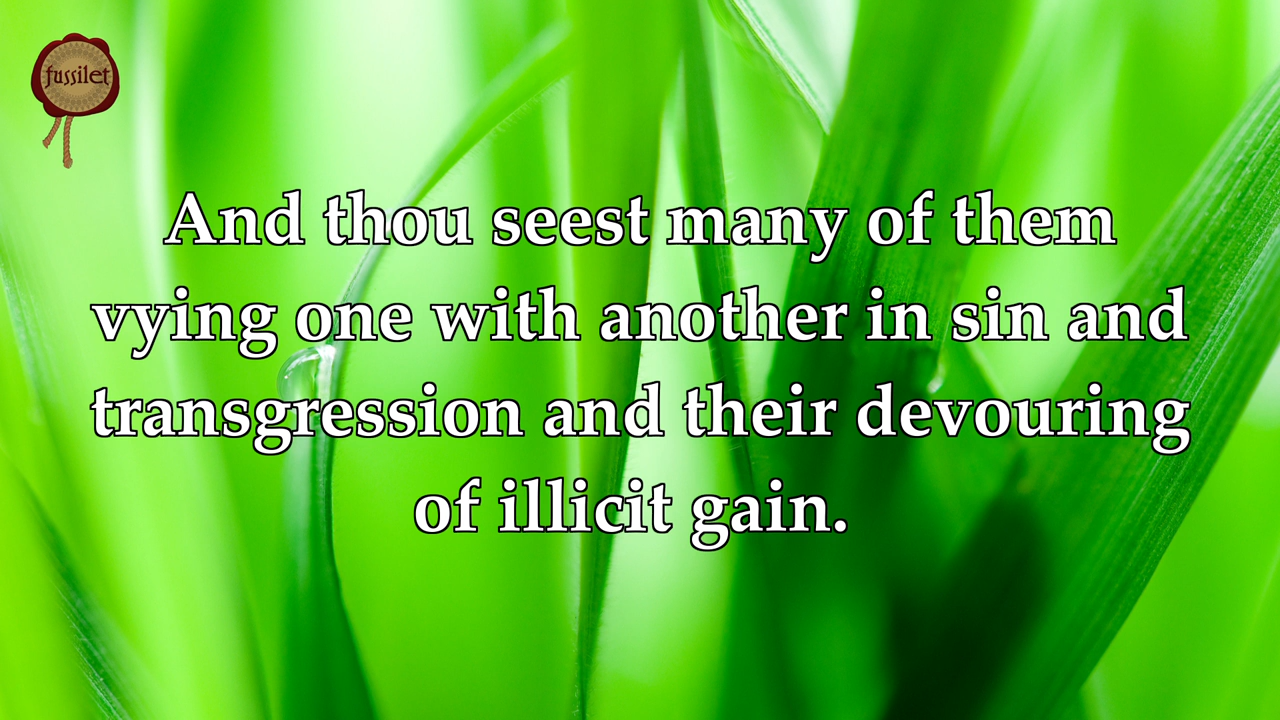 fussilet
And thou seest many of them
vying one with another in sin and
transgression and their devouring
of illicit gain.